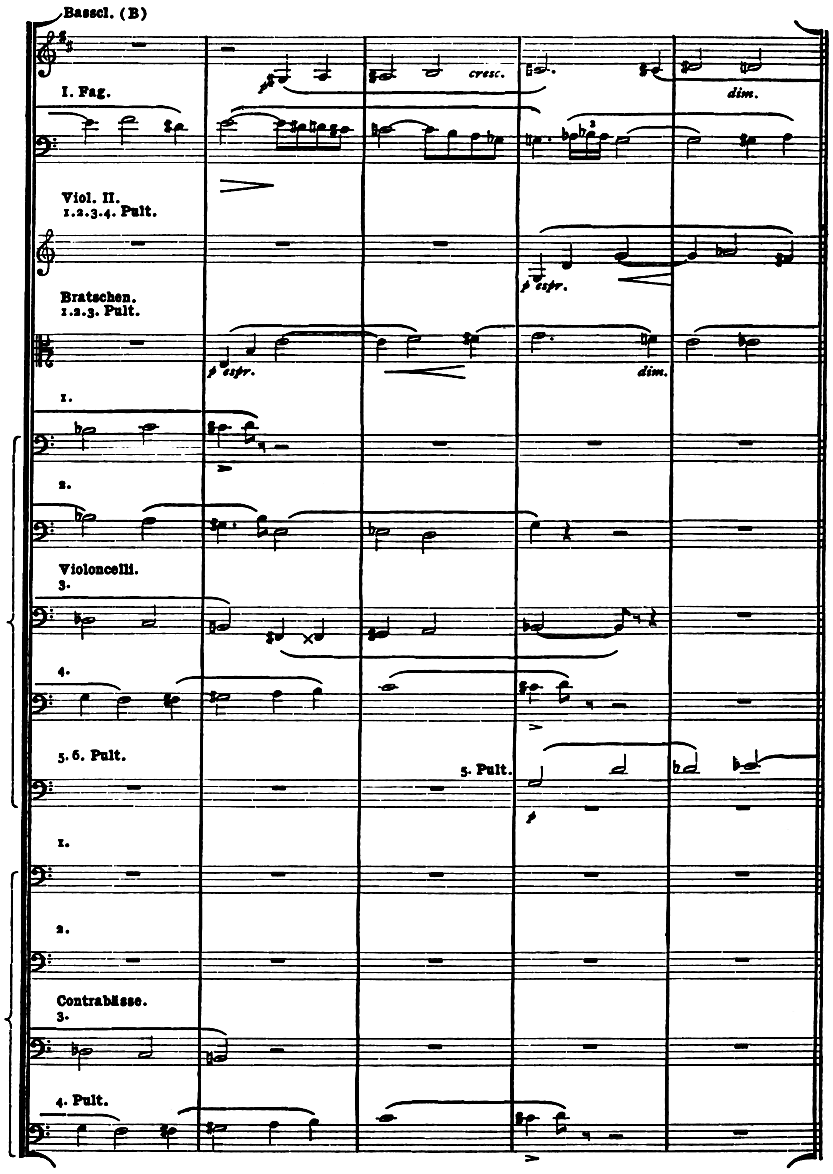 Basscl. (B)
p
cresc.
dim.
I. Fag.
3
Viol. II.
1.2.3.4. Pult.
p espr.
Bratschen.
1.2.3. Pult.
p espr.
dim.
1.
2.
Violoncelli.
3.
4.
5. 6. Pult.
5. Pult.
p
1.
2.
Contrabässe.
3.
4. Pult.